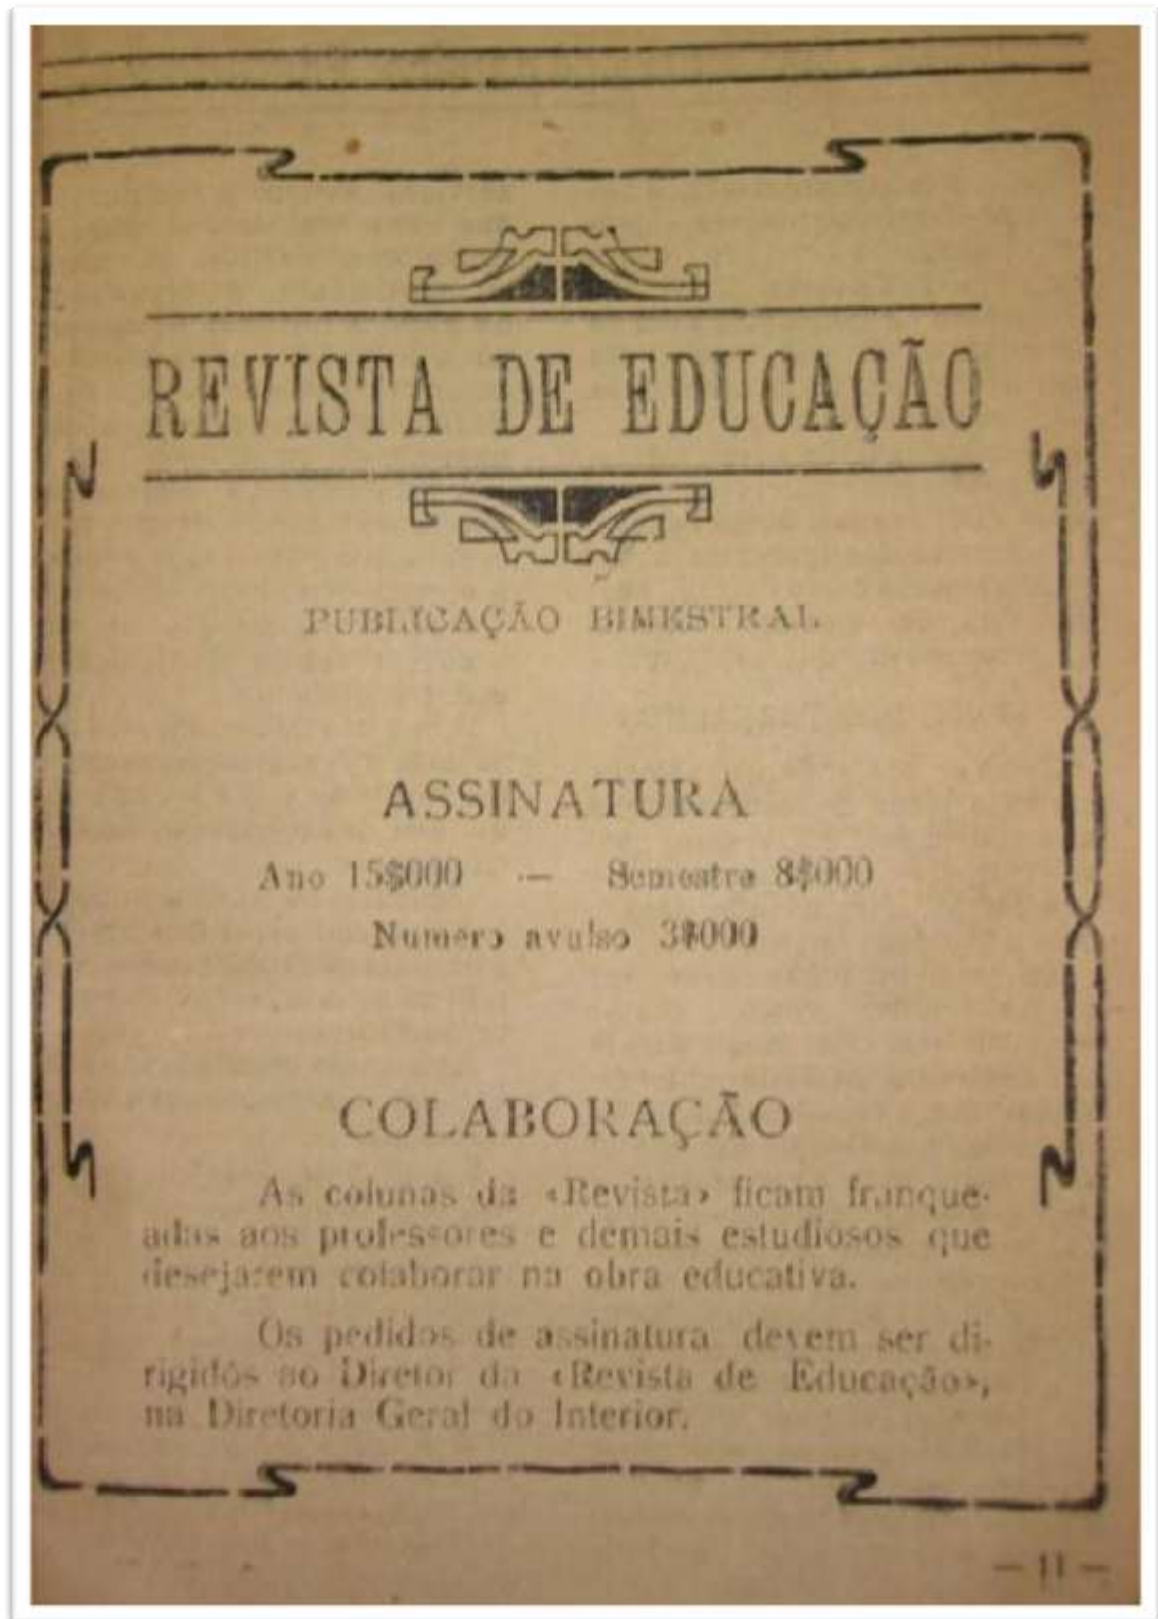 REVISTA DE EDUCAÇÃO
PUBLICAÇÃO BIMESTRAL
ASSINATURA
Ano 15$000 — Semestre 8$000
Numero avulso 3$000
COLABORAÇÃO
As colunas da «Revista» ficam franque-
adas aos professores e demais estudiosos que
desejarem colaborar na obra educativa.
Os pedidos de assinatura devem ser di-
rigidos ao Diretor da «Revista de Educação»,
na Diretoria Geral do Interior.
— 11 —